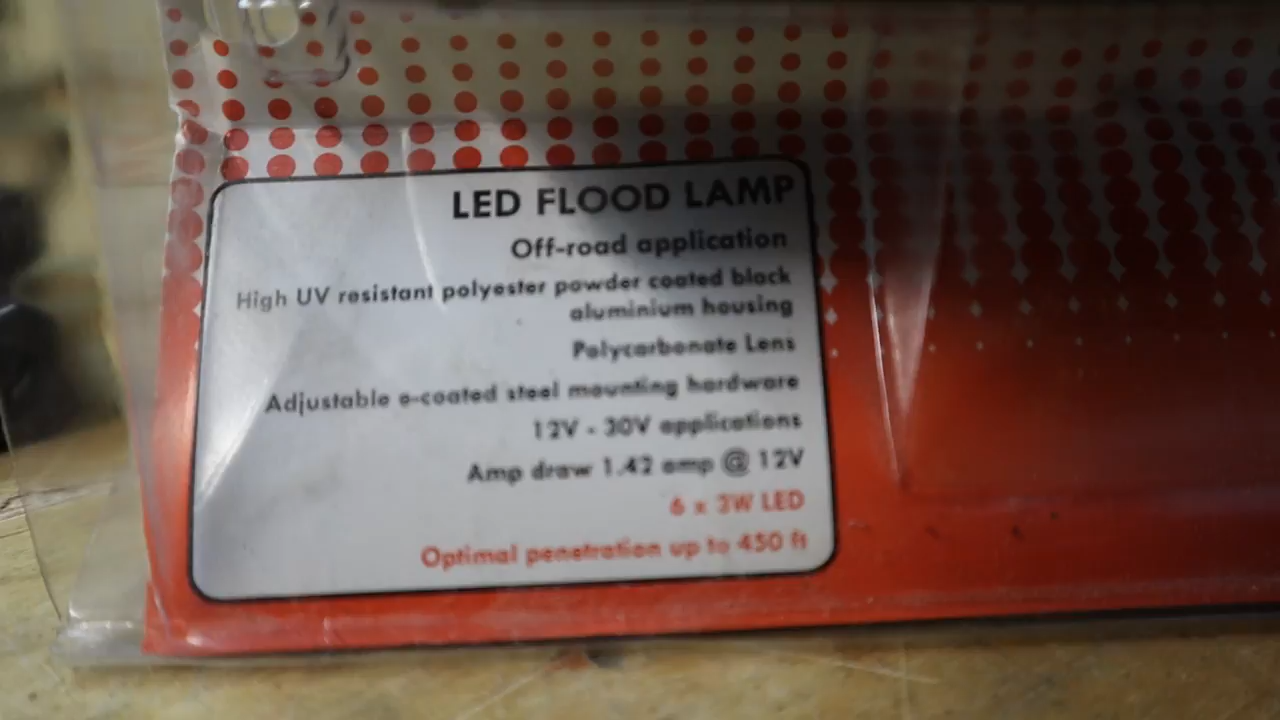 LED FLOOD LAMP
Off-road application
High UV resistant polyester powder coated black
aluminium housing
Polycarbonate Lens
Adjustable e-coated steel mounting hardware
12V - 30V applications
Amp draw 1.42 amp @ 12V
6 x 3W LED
Optimal penetration up to 450 ft